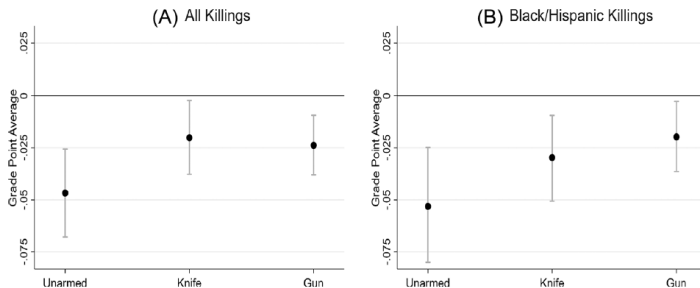 (A) All Killings
Grade Point Average
.025
0
-.025
-.05
-.075
Unarmed
Knife
Gun
(B) Black/Hispanic Killings
Grade Point Average
.025
0
-.025
-.05
-.075
Unarmed
Knife
Gun